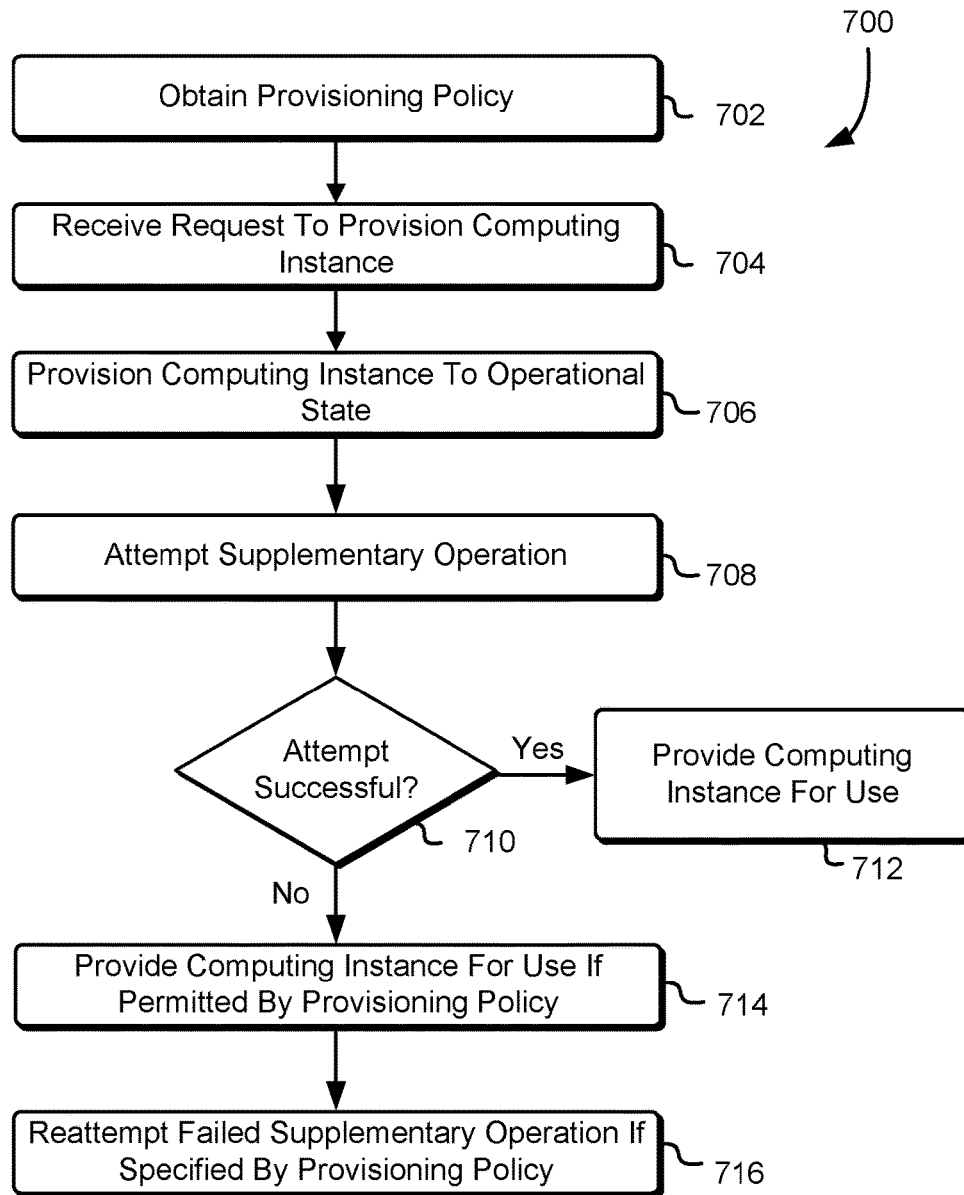 700
Obtain Provisioning Policy
702
Receive Request To Provision Computing
Instance
704
Provision Computing Instance To Operational
State
706
Attempt Supplementary Operation
708
Attempt
Successful?
710
Yes
Provide Computing
Instance For Use
712
No
Provide Computing Instance For Use If
Permitted By Provisioning Policy
714
Reattempt Failed Supplementary Operation If
Specified By Provisioning Policy
716